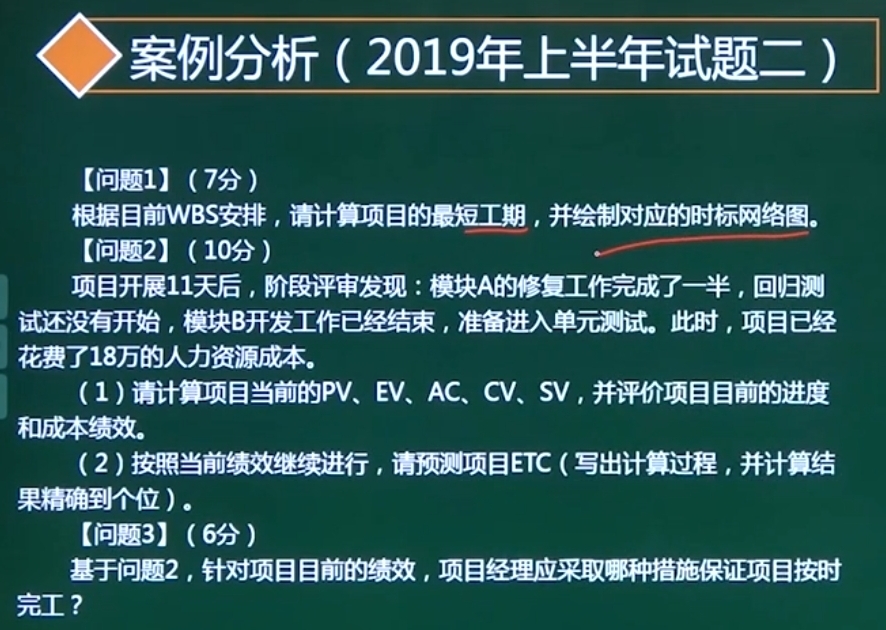 案例分析（2019年上半年试题二）
【问题1】（7分）
根据目前WBS安排，请计算项目的最短工期，并绘制对应的时标网络图。
【问题2】（10分）
项目开展11天后，阶段评审发现：模块A的修复工作完成了一半，回归测
试还没有开始，模块B开发工作已经结束，准备进入单元测试。此时，项目已经
花费了18万的人力资源成本。
（1）请计算项目当前的PV、EV、AC、CV、SV，并评价项目目前的进度
和成本绩效。
（2）按照当前绩效继续进行，请预测项目ETC（写出计算过程，并计算结
果精确到个位）。
【问题3】（6分）
基于问题2，针对项目目前的绩效，项目经理应采取哪种措施保证项目按时
完工？